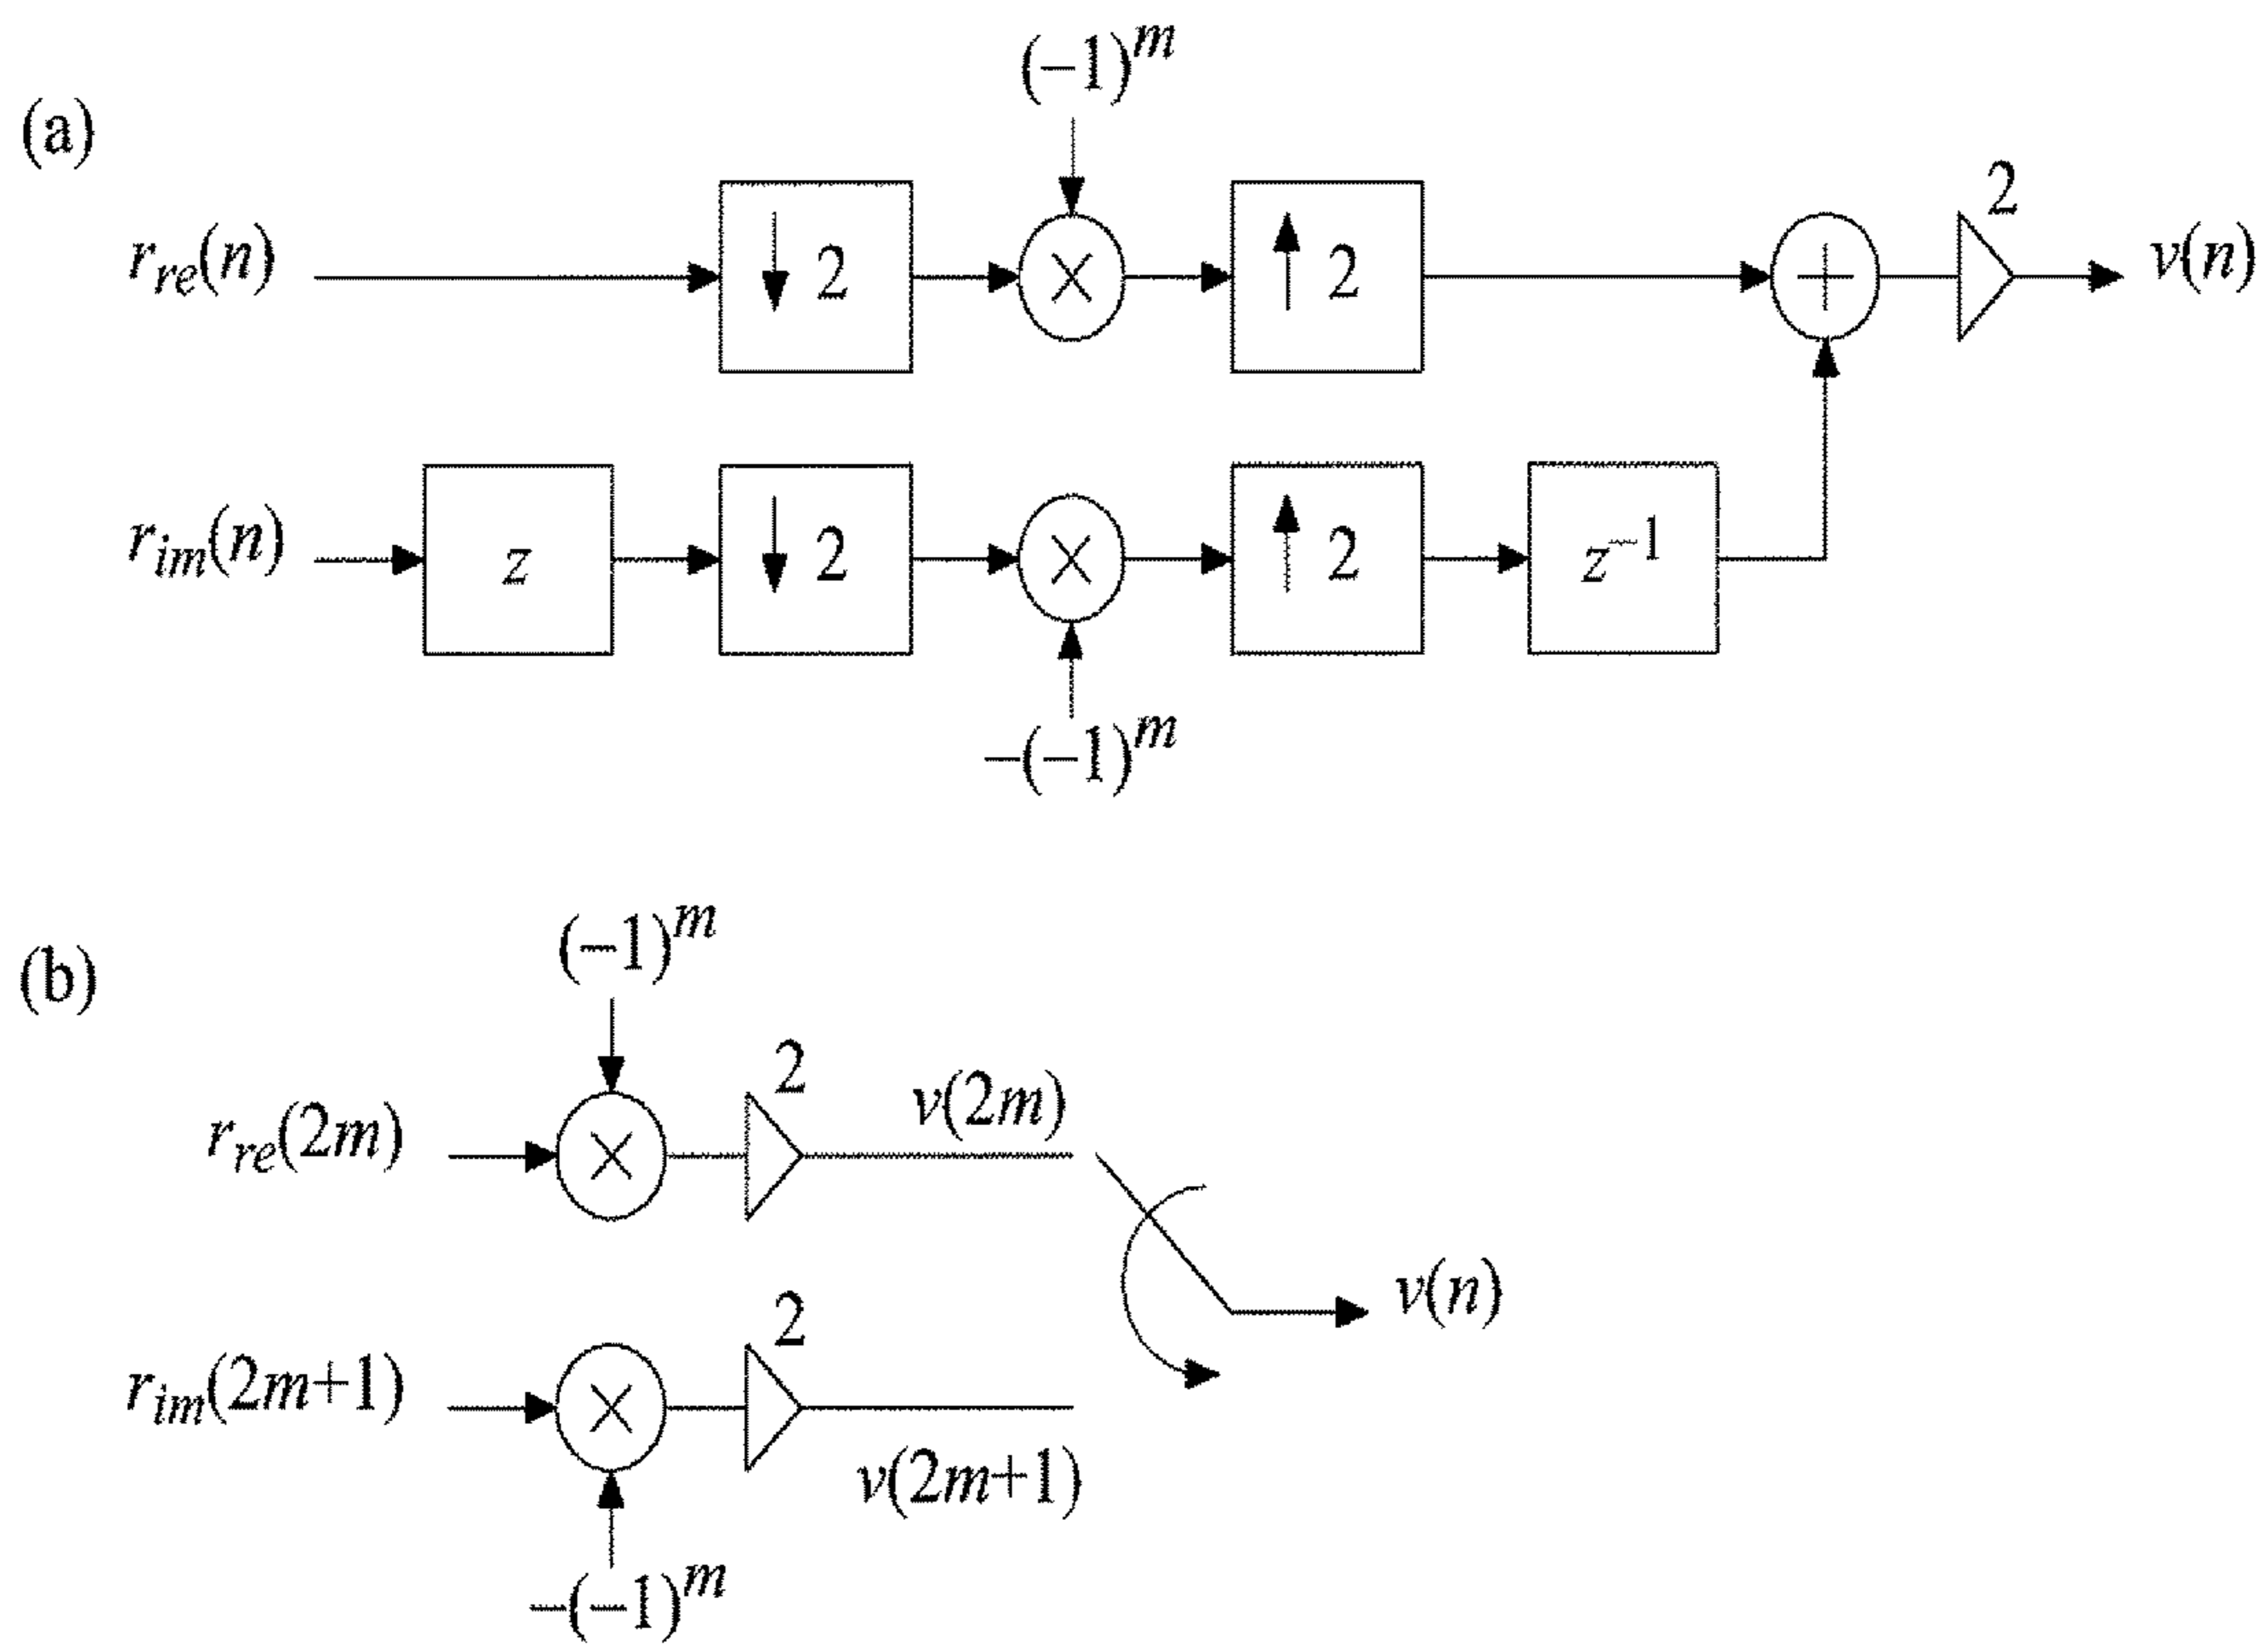 (−1)^m
(a)
2
r_re(n) ↓ 2 × ↑ 2 + v(n)
r_im(n) z ↓ 2 × ↑ 2 z^−1
−(−1)^m
(−1)^m
(b)
2
v(2m)
r_re(2m) ×
v(n)
2
r_im(2m+1) ×
v(2m+1)
−(−1)^m